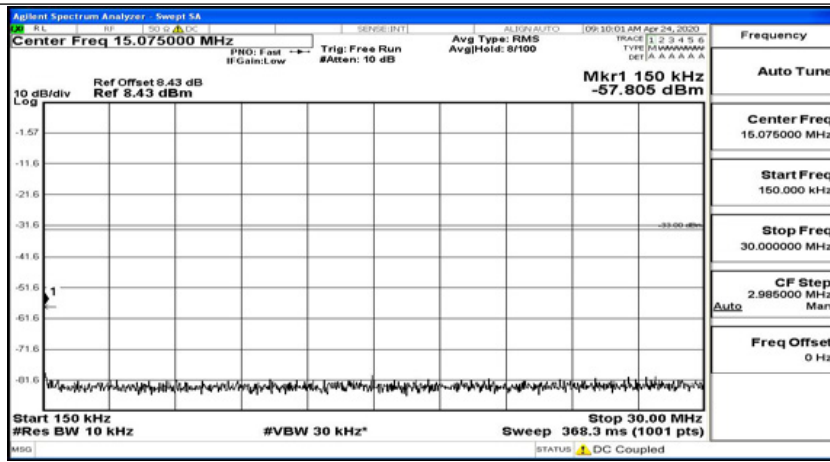 Agilent Spectrum Analyzer - Swept SA
RL RF 50 Ω DC SENSE:INT ALIGNAUTO 09:10:01 AM Apr 24, 2020
Center Freq 15.075000 MHz
PNO: Fast
IFGain:Low
Trig: Free Run
#Atten: 10 dB
Avg Type: RMS
Avg|Hold: 8/100
TRACE 1 2 3 4 5 6
TYPE M WWWWW
DET A A A A A A
Ref Offset 8.43 dB
Ref 8.43 dBm
10 dB/div
Log
Mkr1 150 kHz
-57.805 dBm
-1.57
-11.6
-21.6
-31.6
-41.6
-51.6
-61.6
-71.6
-81.6
-33.00 dBm
1
Start 150 kHz
#Res BW 10 kHz
#VBW 30 kHz*
Stop 30.00 MHz
Sweep 368.3 ms (1001 pts)
MSG
STATUS DC Coupled
Frequency
Auto Tune
Center Freq
15.075000 MHz
Start Freq
150.000 kHz
Stop Freq
30.000000 MHz
CF Step
2.985000 MHz
Auto Man
Freq Offset
0 Hz